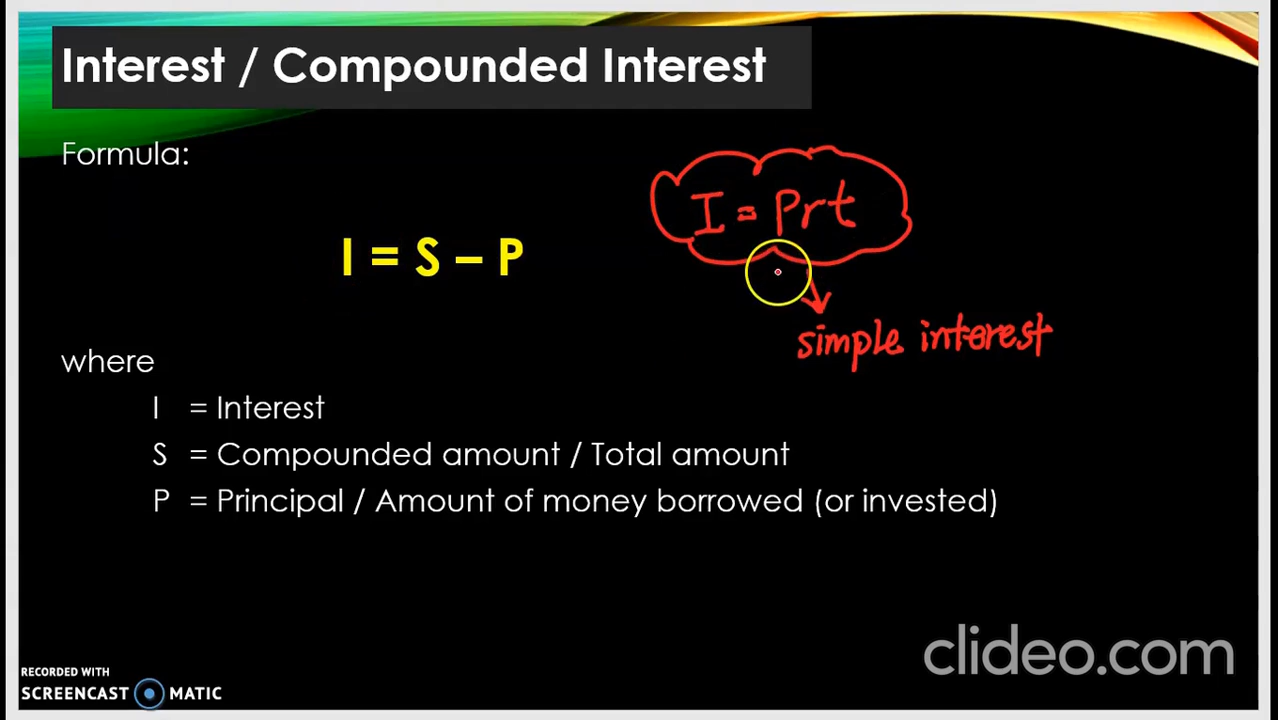 Interest / Compounded Interest
Formula:
I = Prt
I = S – P
simple interest
where
I = Interest
S = Compounded amount / Total amount
P = Principal / Amount of money borrowed (or invested)
clideo.com
RECORDED WITH
SCREENCAST MATIC